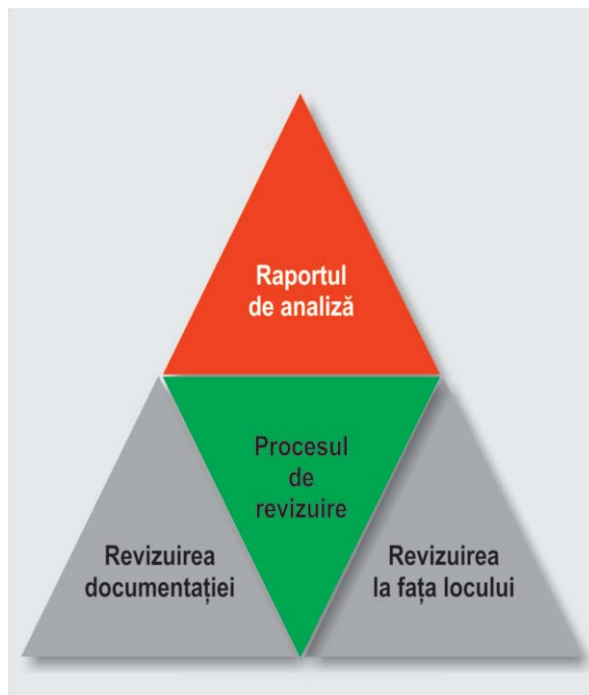 Raportul
de analiză
Procesul
de
revizuire
Revizuirea
documentației
Revizuirea
la fața locului